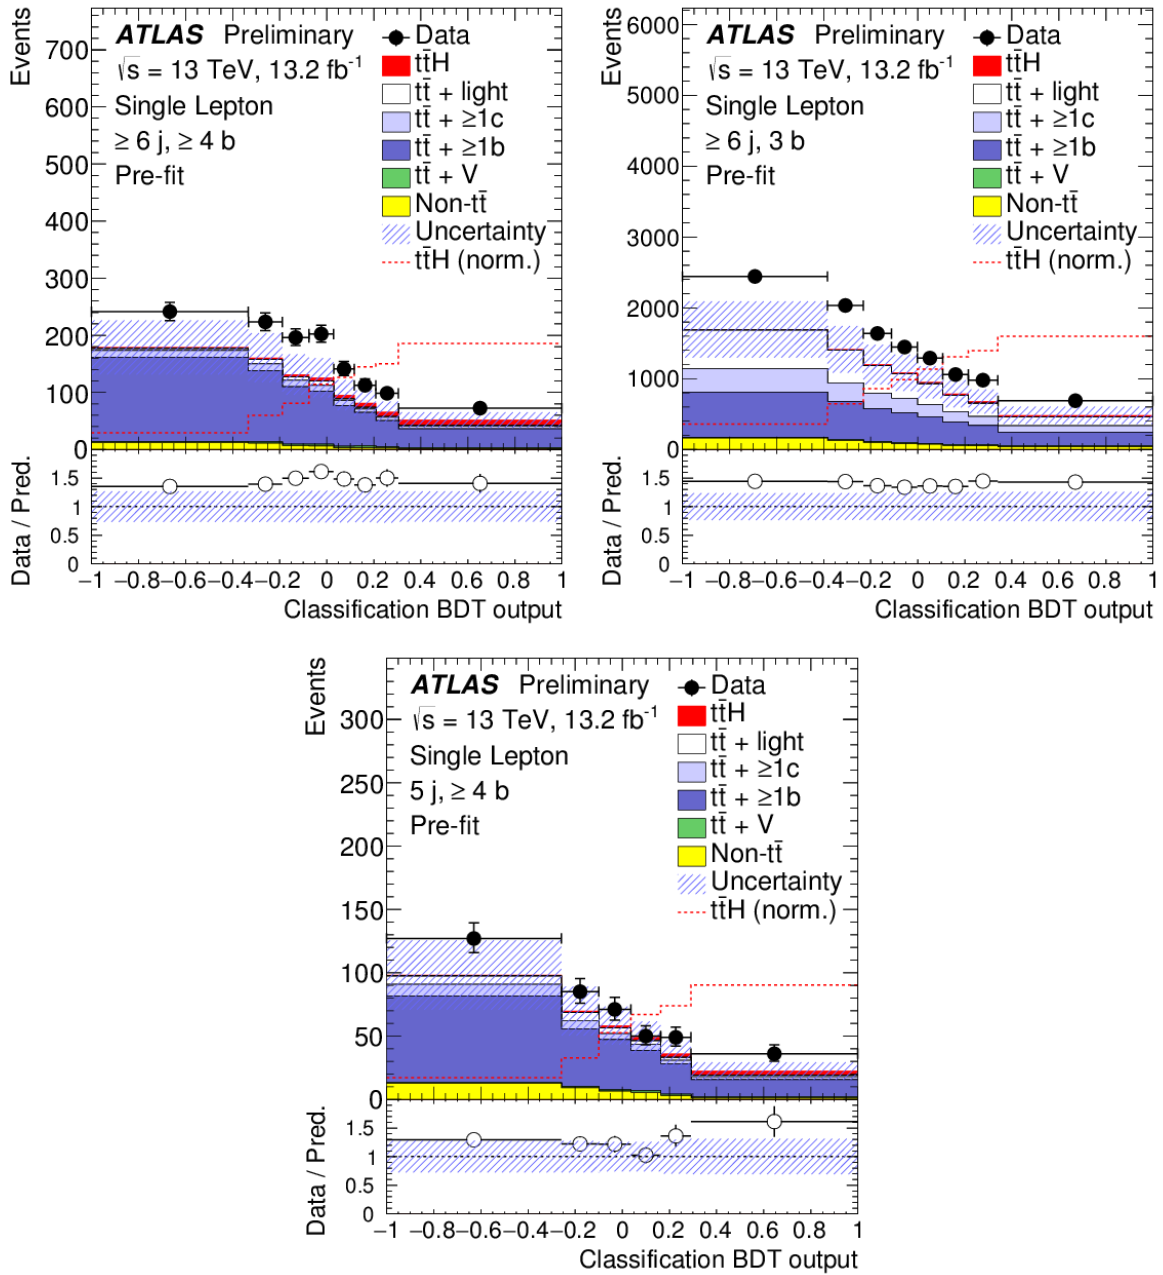 Events
700
600
500
400
300
200
100
0
ATLAS Preliminary
√s = 13 TeV, 13.2 fb⁻¹
Single Lepton
≥ 6 j, ≥ 4 b
Pre-fit
Data
tt̄H
tt̄ + light
tt̄ + ≥1c
tt̄ + ≥1b
tt̄ + V
Non-tt̄
Uncertainty
tt̄H (norm.)
Data / Pred.
1.5
1
0.5
0
−1 −0.8 −0.6 −0.4 −0.2 0 0.2 0.4 0.6 0.8 1
Classification BDT output
Events
6000
5000
4000
3000
2000
1000
0
ATLAS Preliminary
√s = 13 TeV, 13.2 fb⁻¹
Single Lepton
≥ 6 j, 3 b
Pre-fit
Data
tt̄H
tt̄ + light
tt̄ + ≥1c
tt̄ + ≥1b
tt̄ + V
Non-tt̄
Uncertainty
tt̄H (norm.)
Data / Pred.
1.5
1
0.5
0
−1 −0.8 −0.6 −0.4 −0.2 0 0.2 0.4 0.6 0.8 1
Classification BDT output
Events
300
250
200
150
100
50
0
ATLAS Preliminary
√s = 13 TeV, 13.2 fb⁻¹
Single Lepton
5 j, ≥ 4 b
Pre-fit
Data
tt̄H
tt̄ + light
tt̄ + ≥1c
tt̄ + ≥1b
tt̄ + V
Non-tt̄
Uncertainty
tt̄H (norm.)
Data / Pred.
1.5
1
0.5
0
−1 −0.8 −0.6 −0.4 −0.2 0 0.2 0.4 0.6 0.8 1
Classification BDT output